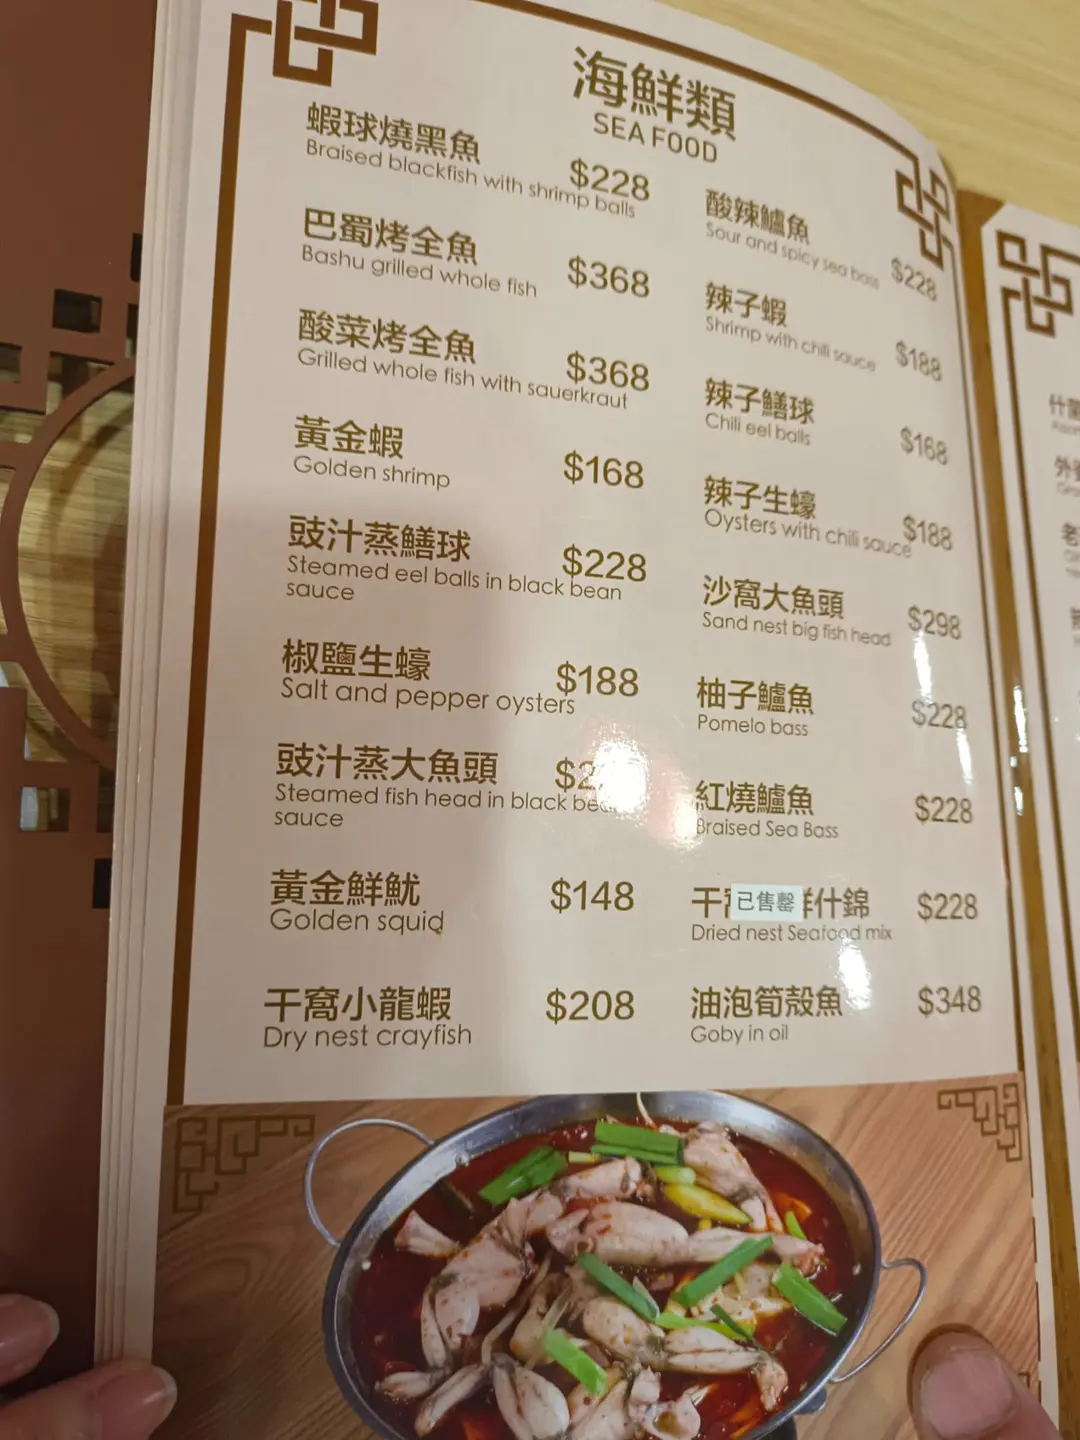 海鮮類
SEA FOOD
蝦球燒黑魚
Braised blackfish with shrimp balls
$228
巴蜀烤全魚
Bashu grilled whole fish
$368
酸菜烤全魚
Grilled whole fish with sauerkraut
$368
黃金蝦
Golden shrimp
$168
豉汁蒸鱔球
Steamed eel balls in black bean
sauce
$228
椒鹽生蠔
Salt and pepper oysters
$188
豉汁蒸大魚頭
Steamed fish head in black
sauce
黃金鮮魷
Golden squid
$148
干窩小龍蝦
Dry nest crayfish
$208
酸辣鱸魚
Sour and spicy sea bass
$228
辣子蝦
Shrimp with chili sauce
$188
辣子鱔球
Chili eel balls
$168
辣子生蠔
Oysters with chili sauce
$188
沙窩大魚頭
Sand nest big fish head
$298
柚子鱸魚
Pomelo bass
$228
紅燒鱸魚
Braised Sea Bass
$228
干 已售罄 什錦
Dried nest Seafood mix
$228
油泡筍殼魚
Goby in oil
$348